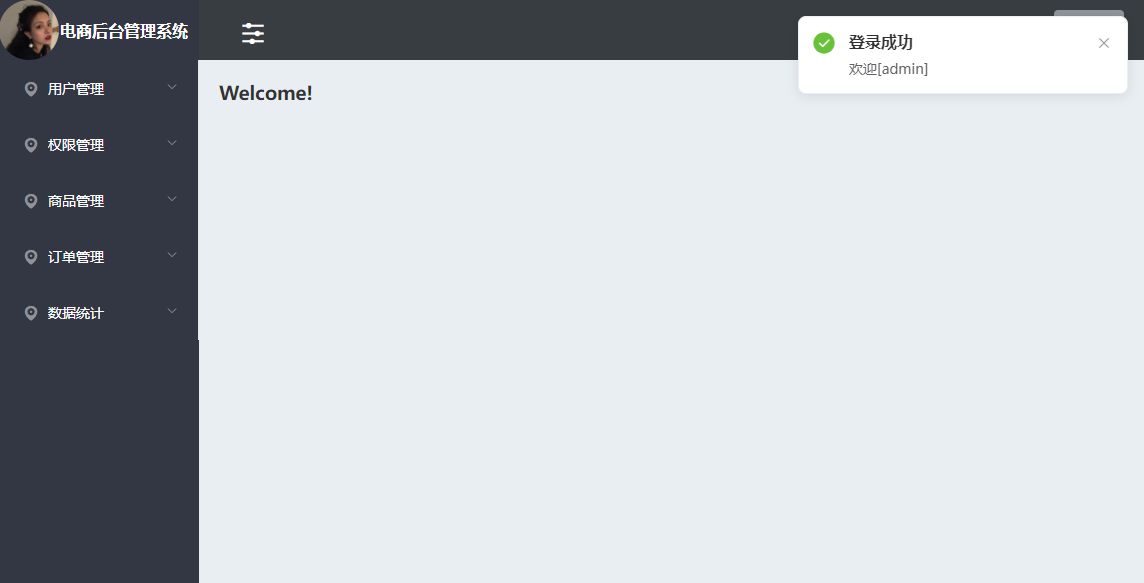 电商后台管理系统
登录成功
欢迎[admin]
Welcome!
用户管理
权限管理
商品管理
订单管理
数据统计